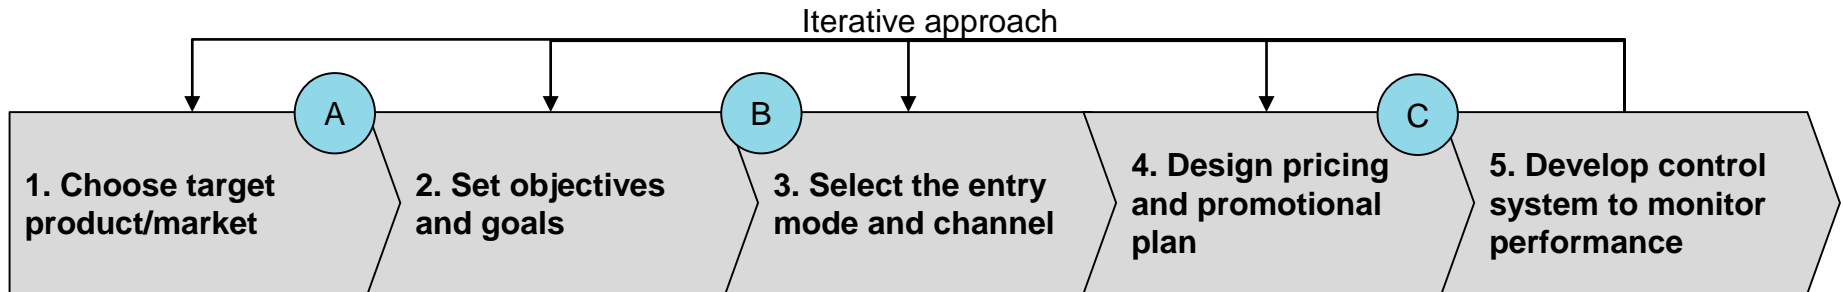 Iterative approach
A
B
C
1. Choose target
product/market
2. Set objectives
and goals
3. Select the entry
mode and channel
4. Design pricing
and promotional
plan
5. Develop control
system to monitor
performance